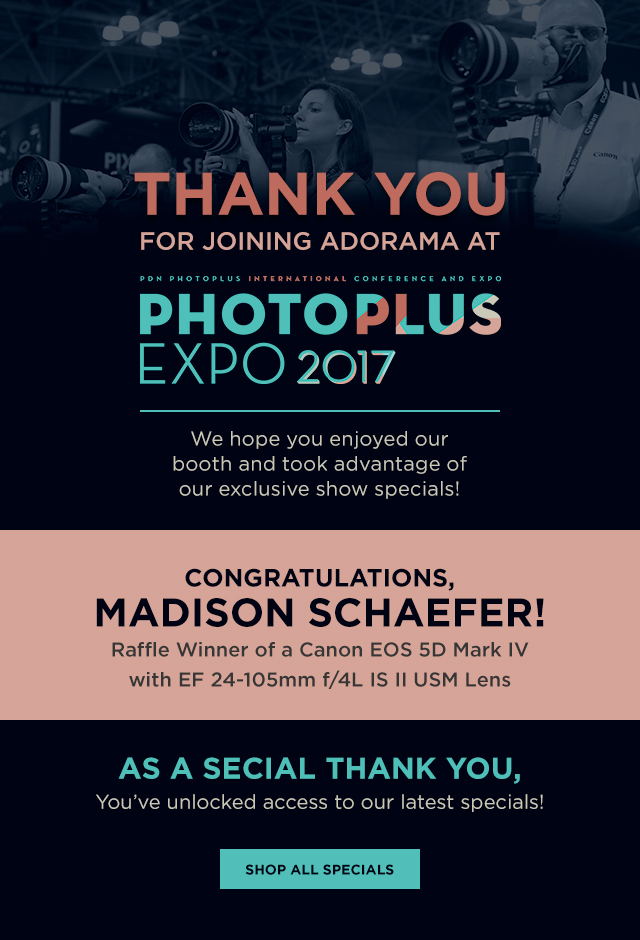 Canon
THANK YOU
FOR JOINING ADORAMA AT
PDN PHOTOPLUS INTERNATIONAL CONFERENCE AND EXPO
PHOTOPLUS
EXPO 2017
We hope you enjoyed our
booth and took advantage of
our exclusive show specials!
CONGRATULATIONS,
MADISON SCHAEFER!
Raffle Winner of a Canon EOS 5D Mark IV
with EF 24-105mm f/4L IS II USM Lens
AS A SECIAL THANK YOU,
You've unlocked access to our latest specials!
SHOP ALL SPECIALS